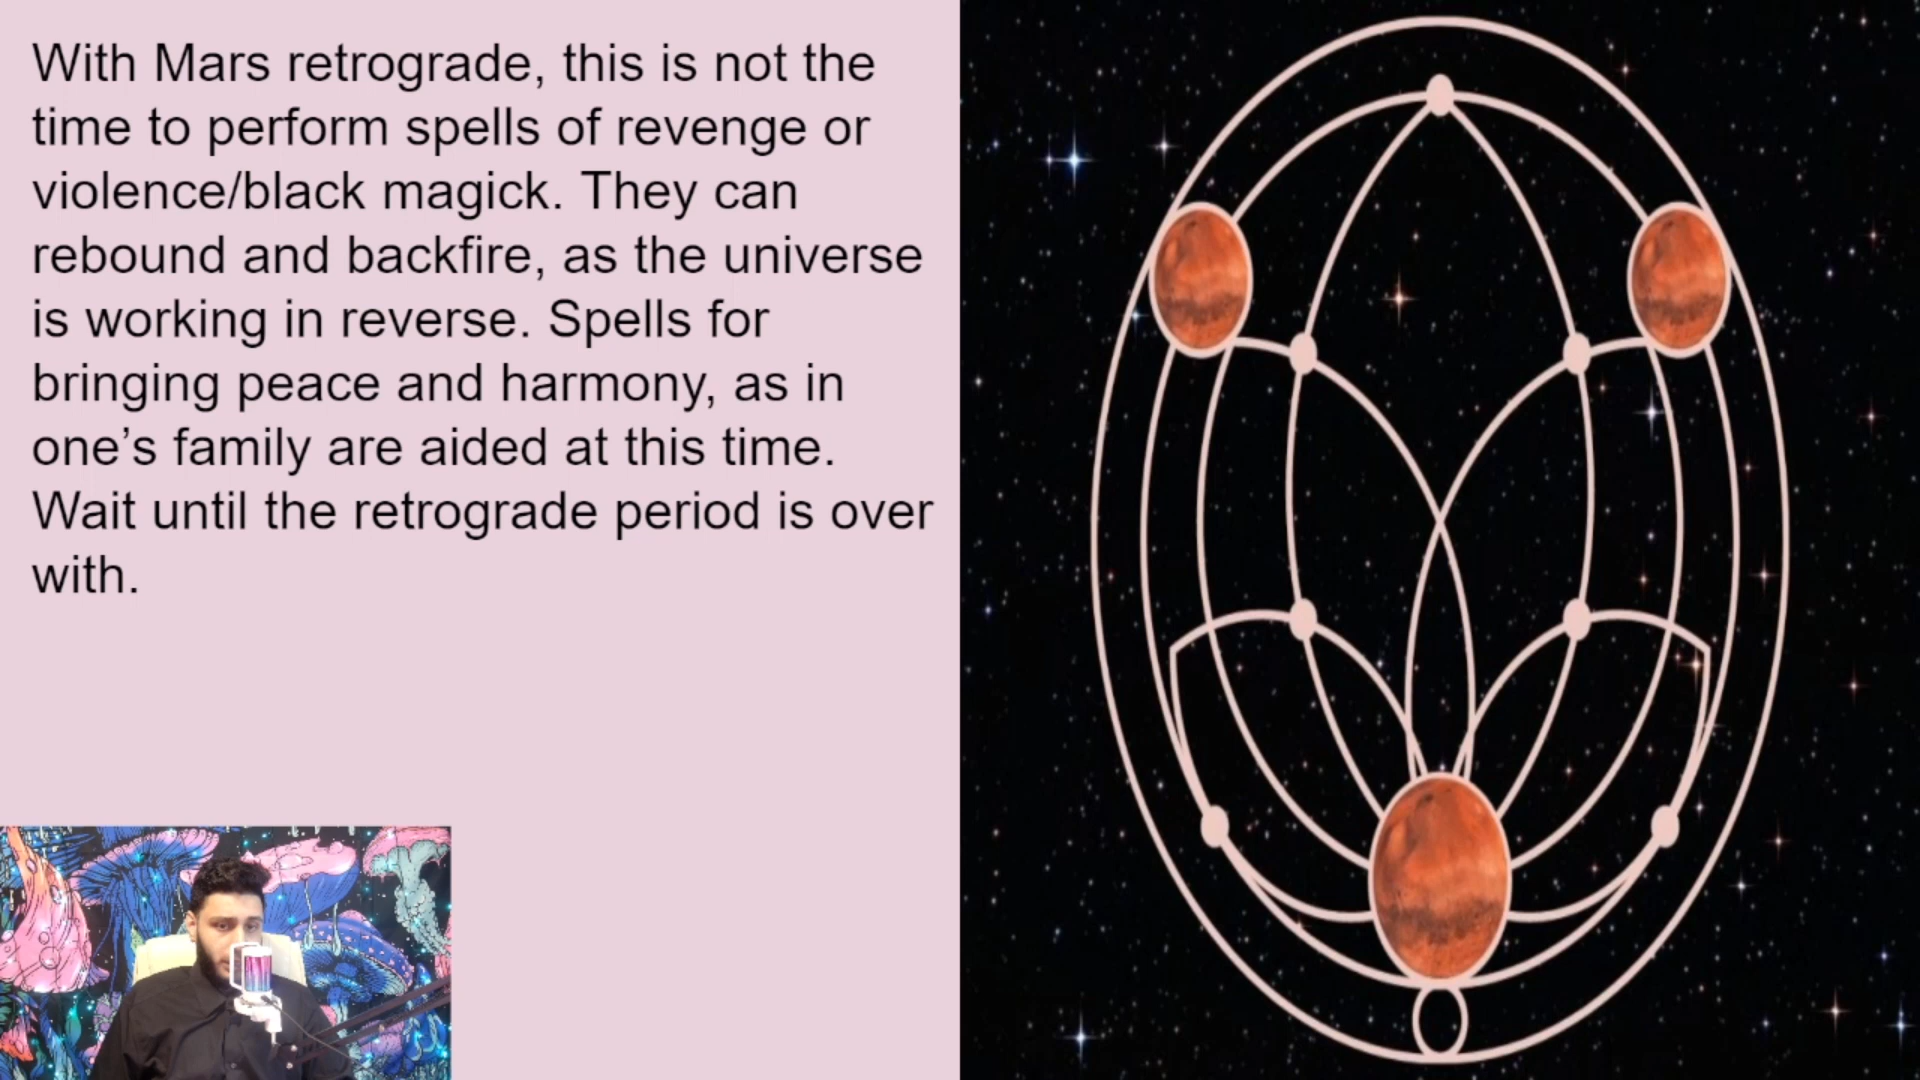 With Mars retrograde, this is not the
time to perform spells of revenge or
violence/black magick. They can
rebound and backfire, as the universe
is working in reverse. Spells for
bringing peace and harmony, as in
one’s family are aided at this time.
Wait until the retrograde period is over
with.